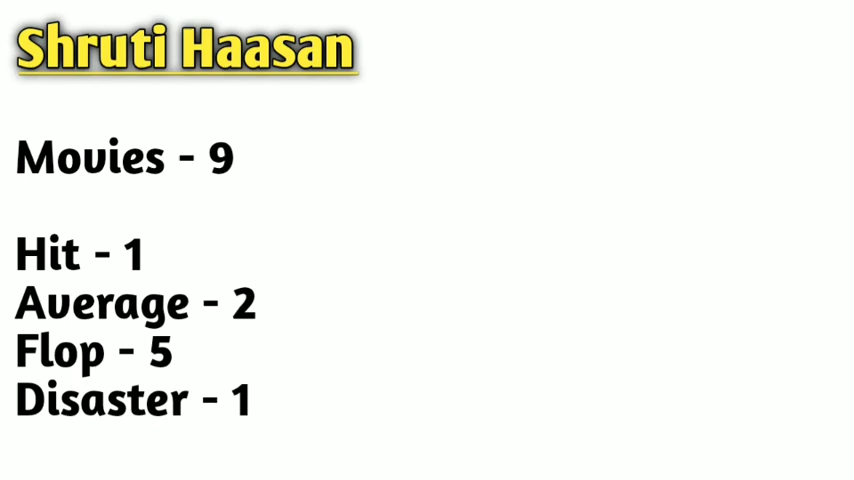 Shruti Haasan
Movies - 9
Hit - 1
Average - 2
Flop - 5
Disaster - 1